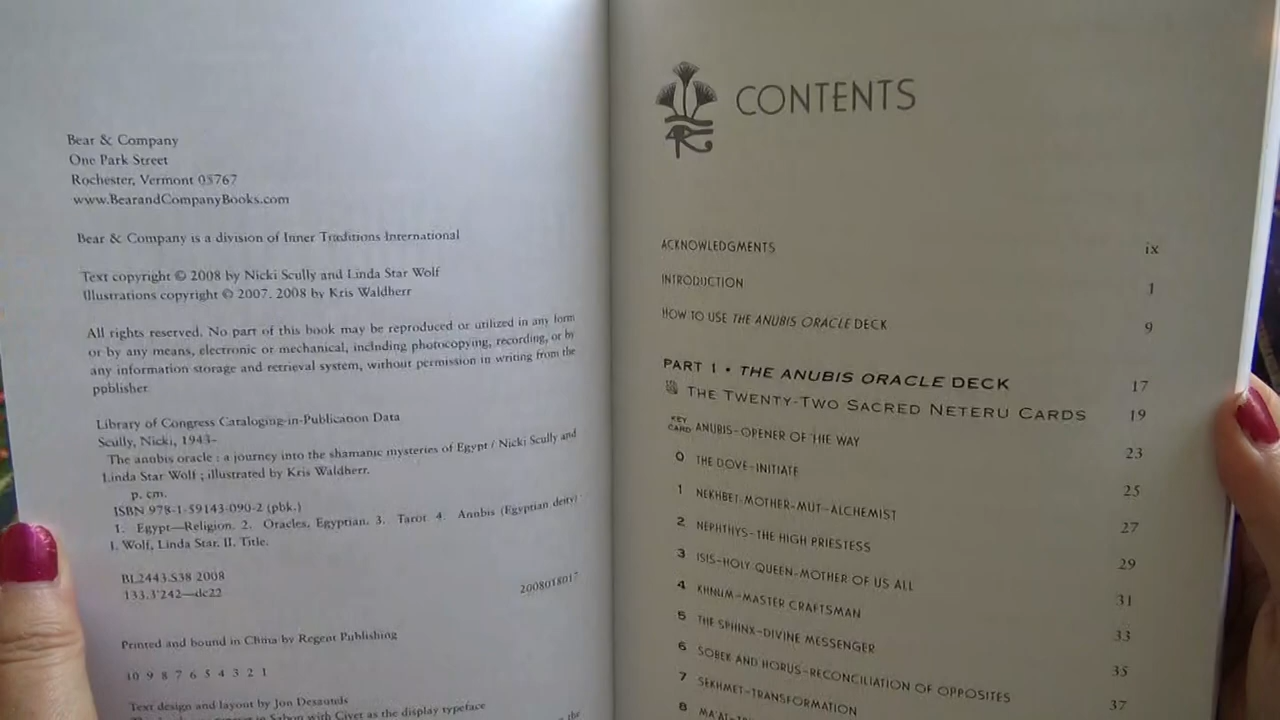 Bear & Company
One Park Street
Rochester, Vermont 05767
www.BearandCompanyBooks.com
Bear & Company is a division of Inner Traditions International
Text copyright © 2008 by Nicki Scully and Linda Star Wolf
Illustrations copyright © 2007, 2008 by Kris Waldherr
All rights reserved. No part of this book may be reproduced or utilized in any form
or by any means, electronic or mechanical, including photocopying, recording, or by
any information storage and retrieval system, without permission in writing from the
publisher.
Library of Congress Cataloging-in-Publication Data
Scully, Nicki, 1943–
The anubis oracle : a journey into the shamanic mysteries of Egypt / Nicki Scully and
Linda Star Wolf ; illustrated by Kris Waldherr.
p. cm.
ISBN 978-1-59143-090-2 (pbk.)
1. Egypt—Religion. 2. Oracles, Egyptian. 3. Tarot. 4. Anubis (Egyptian deity)
I. Wolf, Linda Star. II. Title.
BL2443.S38 2008
133.3'242—dc22
2008018017
Printed and bound in China by Regent Publishing
10 9 8 7 6 5 4 3 2 1
Text design and layout by Jon Desautels
in Sabon with Civet as the display typeface
the
CONTENTS
ACKNOWLEDGMENTS ix
INTRODUCTION 1
HOW TO USE THE ANUBIS ORACLE DECK 9
PART 1 • THE ANUBIS ORACLE DECK 17
THE TWENTY-TWO SACRED NETERU CARDS 19
KEY CARD ANUBIS–OPENER OF THE WAY 23
0 THE DOVE–INITIATE 25
1 NEKHBET-MOTHER-MUT–ALCHEMIST 27
2 NEPHTHYS–THE HIGH PRIESTESS 29
3 ISIS–HOLY QUEEN–MOTHER OF US ALL 31
4 KHNUM–MASTER CRAFTSMAN 33
5 THE SPHINX–DIVINE MESSENGER 35
6 SOBEK AND HORUS–RECONCILIATION OF OPPOSITES 37
7 SEKHMET–TRANSFORMATION
8 MA'AT